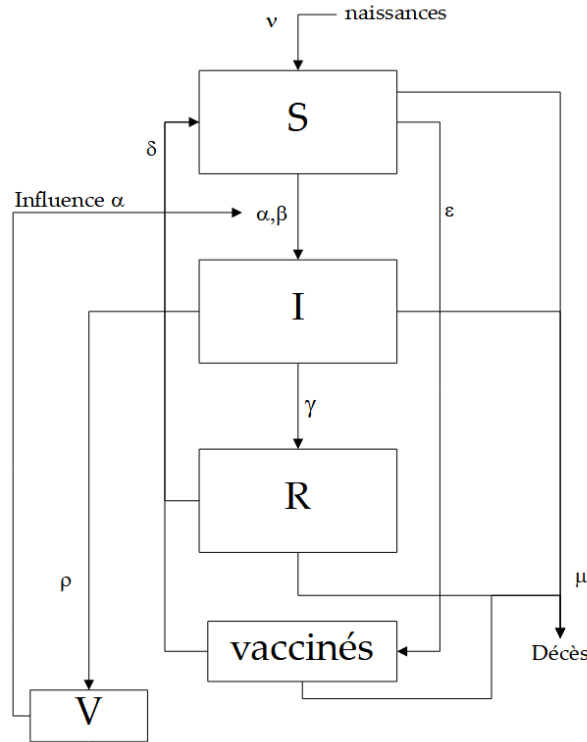 naissances
ν
S
δ
Influence α
α,β
ε
I
γ
R
ρ
μ
vaccinés
Décès
V